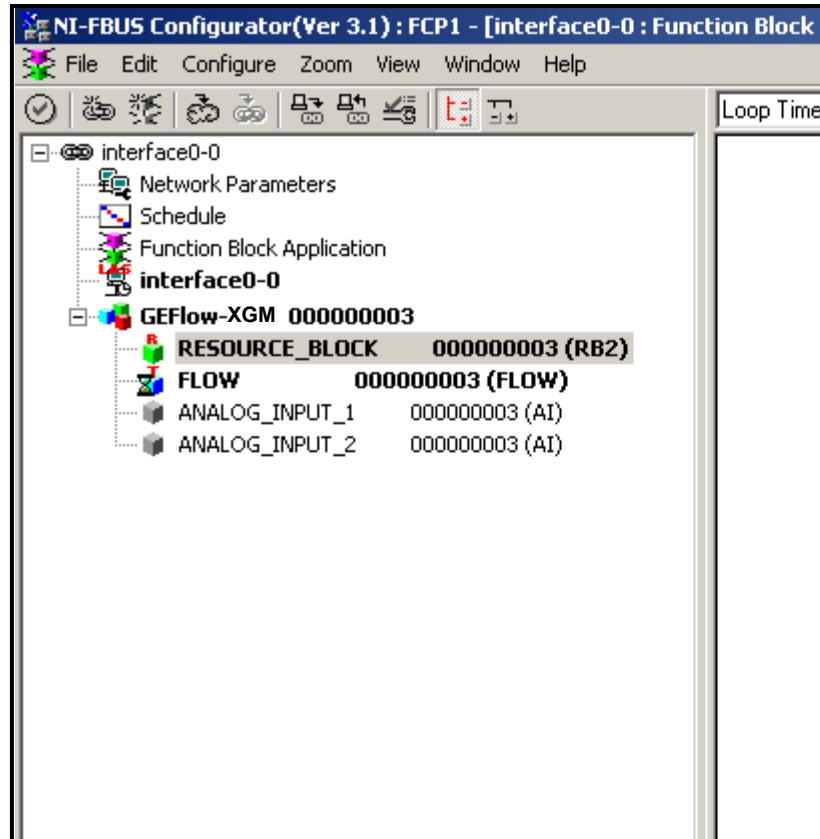 NI-FBUS Configurator(Ver 3.1) : FCP1 - [interface0-0 : Function Block
File Edit Configure Zoom View Window Help
Loop Time
interface0-0
Network Parameters
Schedule
Function Block Application
LAS
interface0-0
GEFlow-XGM 000000003
R
RESOURCE_BLOCK 000000003 (RB2)
T
FLOW 000000003 (FLOW)
ANALOG_INPUT_1 000000003 (AI)
ANALOG_INPUT_2 000000003 (AI)